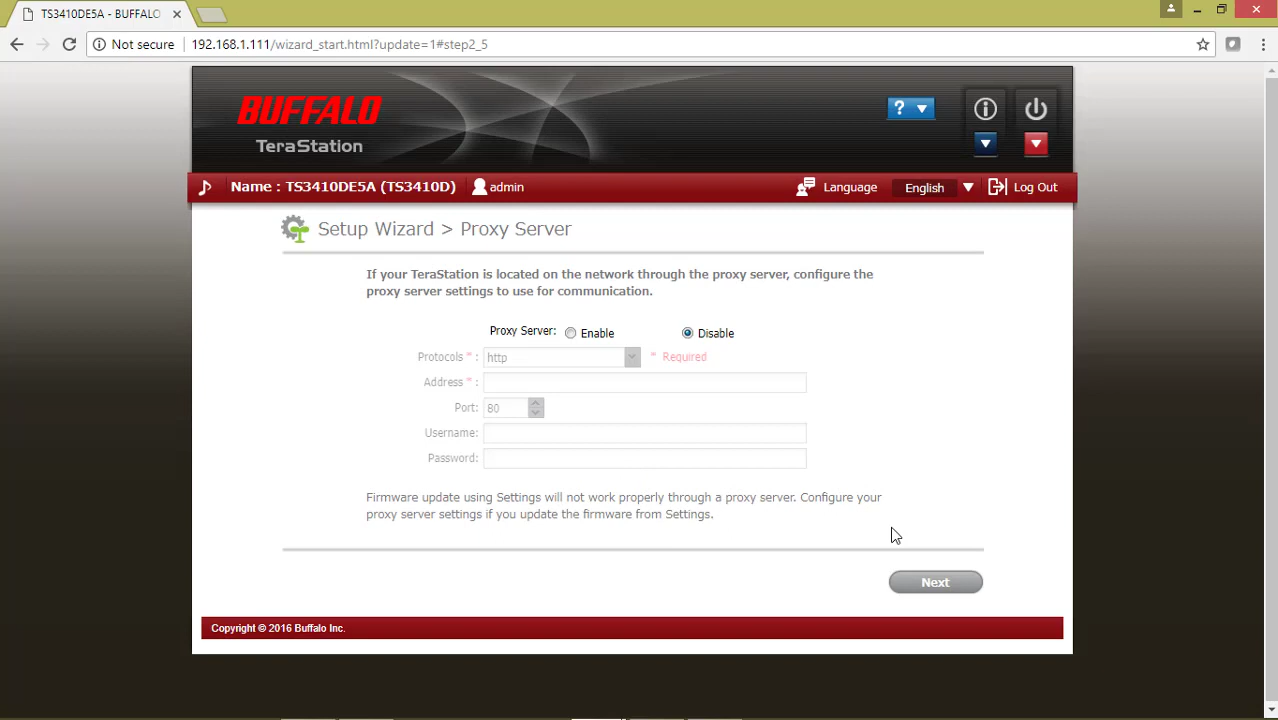 TS3410DE5A - BUFFALO
Not secure 192.168.1.111/wizard_start.html?update=1#step2_5
BUFFALO
TeraStation
?
Name : TS3410DE5A (TS3410D) admin Language English Log Out
Setup Wizard > Proxy Server
If your TeraStation is located on the network through the proxy server, configure the
proxy server settings to use for communication.
Proxy Server: Enable Disable
Protocols * : http * Required
Address * :
Port: 80
Username:
Password:
Firmware update using Settings will not work properly through a proxy server. Configure your
proxy server settings if you update the firmware from Settings.
Next
Copyright © 2016 Buffalo Inc.